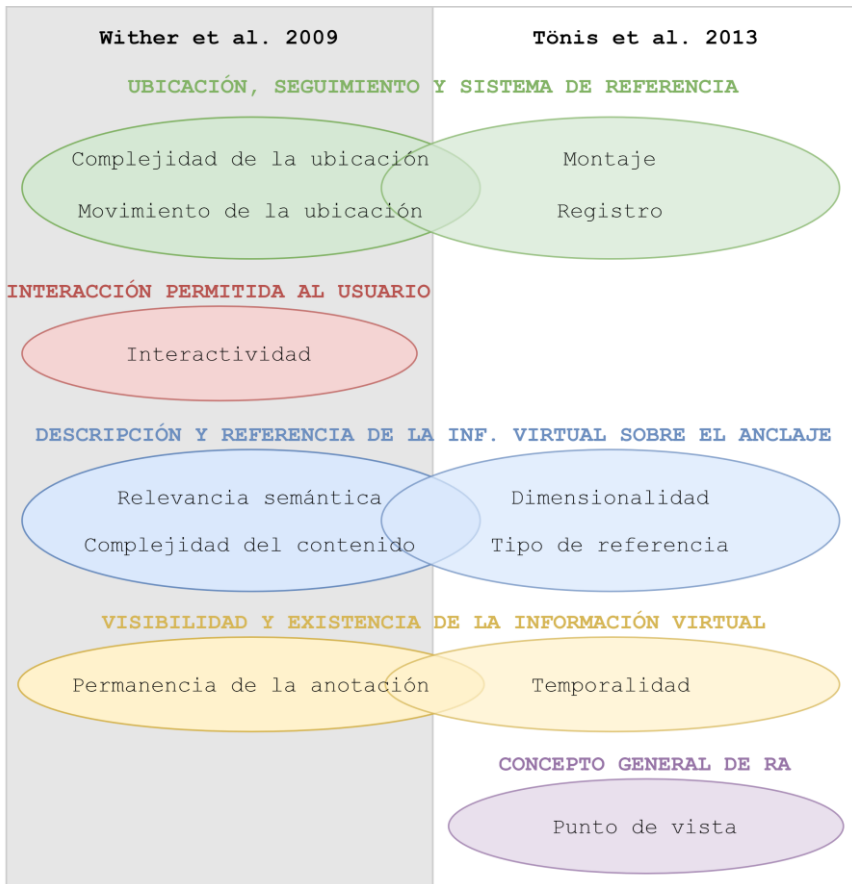 Wither et al. 2009
Tönis et al. 2013
UBICACIÓN, SEGUIMIENTO Y SISTEMA DE REFERENCIA
Complejidad de la ubicación
Montaje
Movimiento de la ubicación
Registro
INTERACCIÓN PERMITIDA AL USUARIO
Interactividad
DESCRIPCIÓN Y REFERENCIA DE LA INF. VIRTUAL SOBRE EL ANCLAJE
Relevancia semántica
Dimensionalidad
Complejidad del contenido
Tipo de referencia
VISIBILIDAD Y EXISTENCIA DE LA INFORMACIÓN VIRTUAL
Permanencia de la anotación
Temporalidad
CONCEPTO GENERAL DE RA
Punto de vista